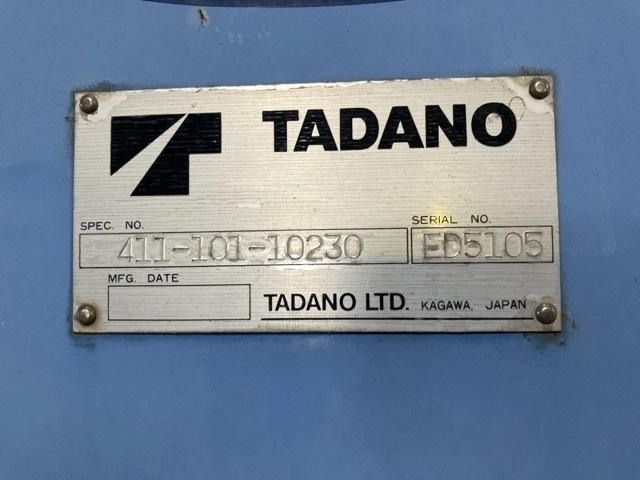 TADANO
SPEC. NO. SERIAL NO.
411-101-10230 ED5105
MFG. DATE
TADANO LTD. KAGAWA, JAPAN